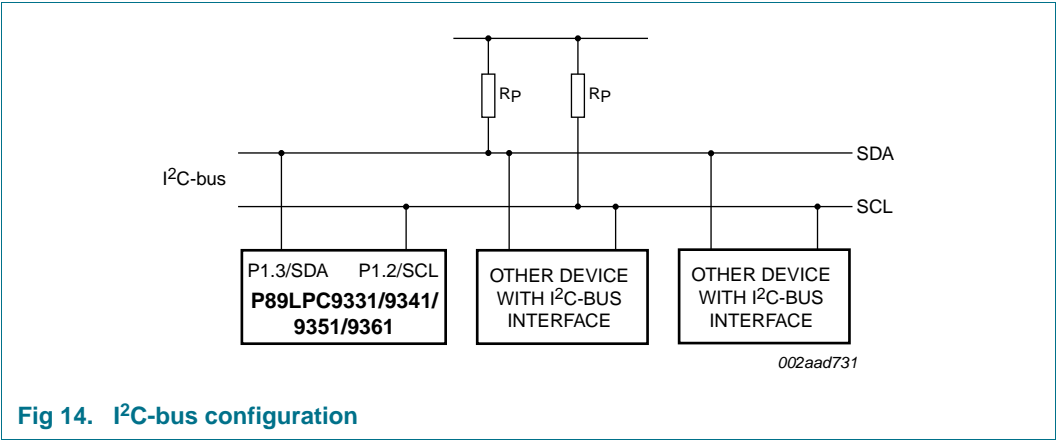 RP RP
SDA
I²C-bus
SCL
P1.3/SDA P1.2/SCL
P89LPC9331/9341/
9351/9361
OTHER DEVICE
WITH I²C-BUS
INTERFACE
OTHER DEVICE
WITH I²C-BUS
INTERFACE
002aad731
Fig 14. I²C-bus configuration